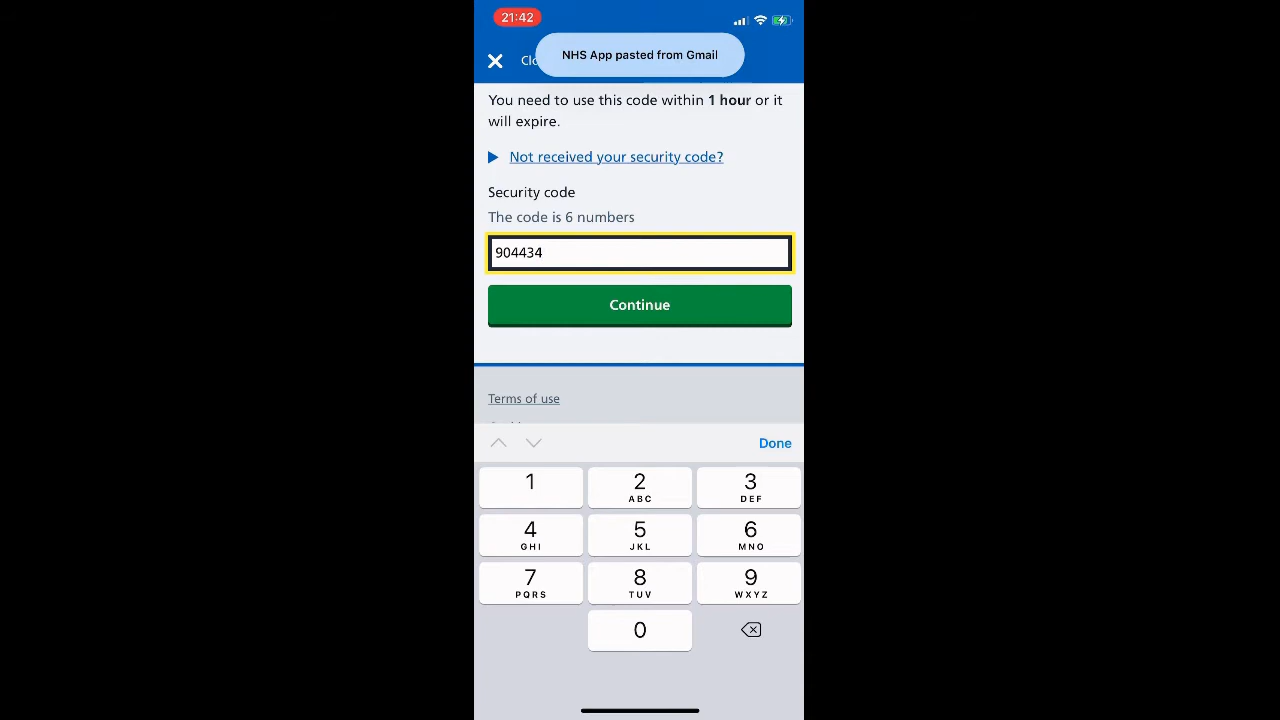 21:42
NHS App pasted from Gmail
You need to use this code within 1 hour or it
will expire.
Not received your security code?
Security code
The code is 6 numbers
904434
Continue
Terms of use
Done
1
2
ABC
3
DEF
4
GHI
5
JKL
6
MNO
7
PQRS
8
TUV
9
WXYZ
0